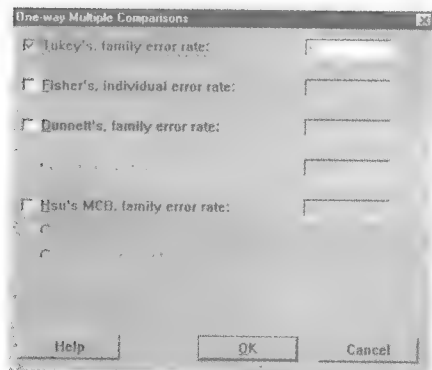 One-way Multiple Comparisons
Tukey's, family error rate:
Fisher's, individual error rate:
Dunnett's, family error rate:
Hsu's MCB, family error rate:
Help
OK
Cancel